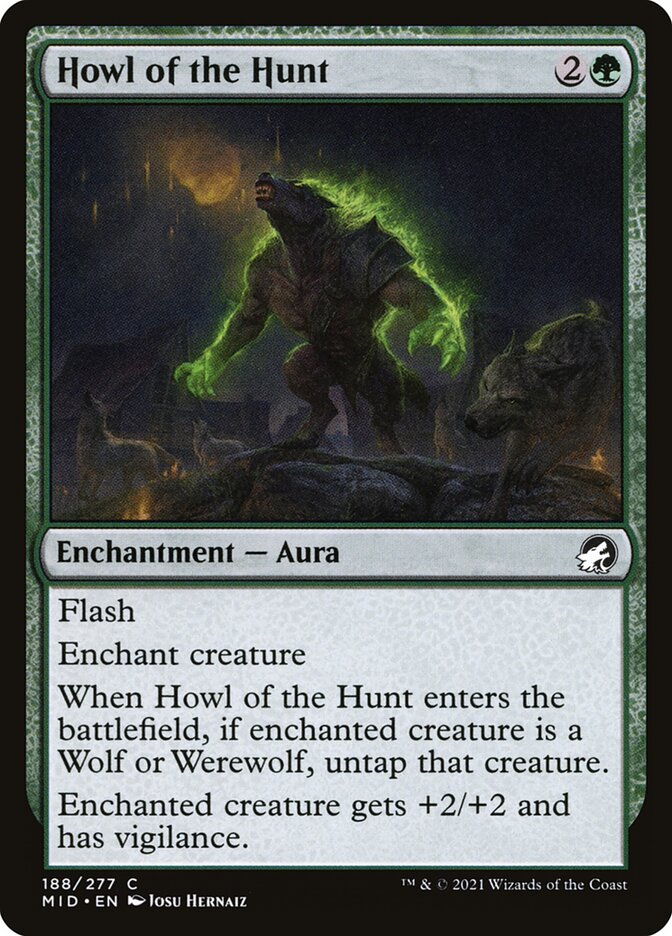 Howl of the Hunt 2
Enchantment — Aura
Flash
Enchant creature
When Howl of the Hunt enters the
battlefield, if enchanted creature is a
Wolf or Werewolf, untap that creature.
Enchanted creature gets +2/+2 and
has vigilance.
188/277 C ™ & © 2021 Wizards of the Coast
MID • EN Josu Hernaiz